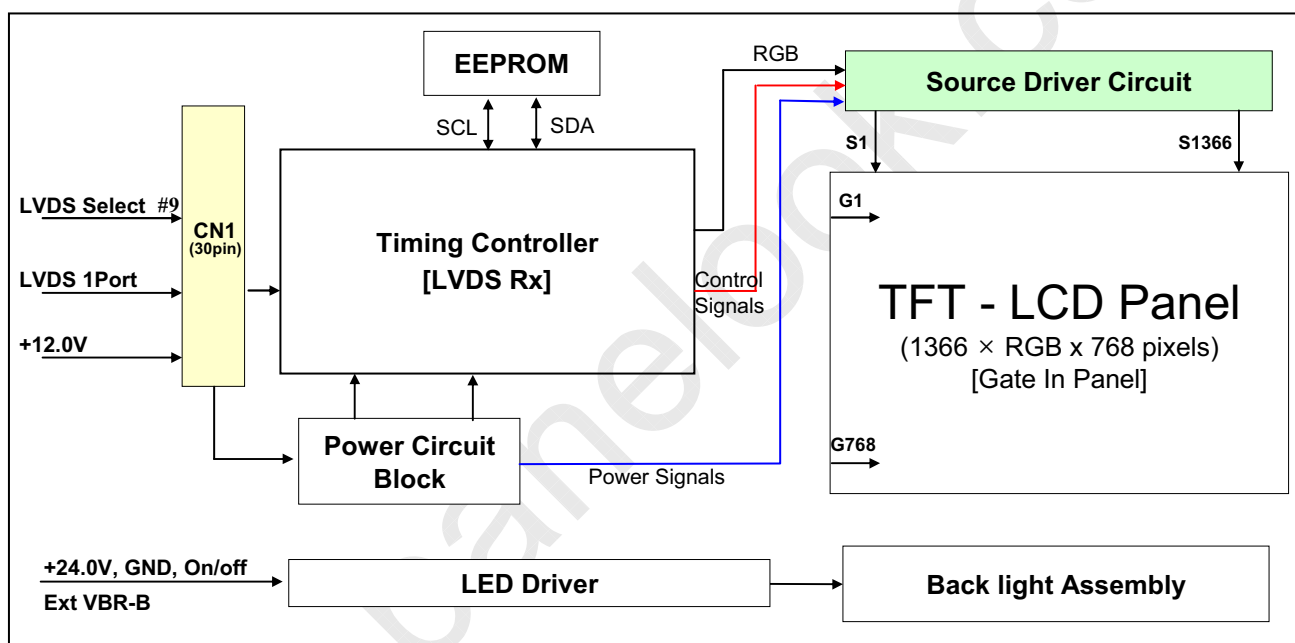 EEPROM
SCL
SDA
RGB
Source Driver Circuit
S1
S1366
LVDS Select #9
LVDS 1Port
+12.0V
CN1
(30pin)
Timing Controller
[LVDS Rx]
Control
Signals
G1
TFT - LCD Panel
(1366 × RGB x 768 pixels)
[Gate In Panel]
G768
Power Circuit
Block
Power Signals
+24.0V, GND, On/off
Ext VBR-B
LED Driver
Back light Assembly
panelook.co